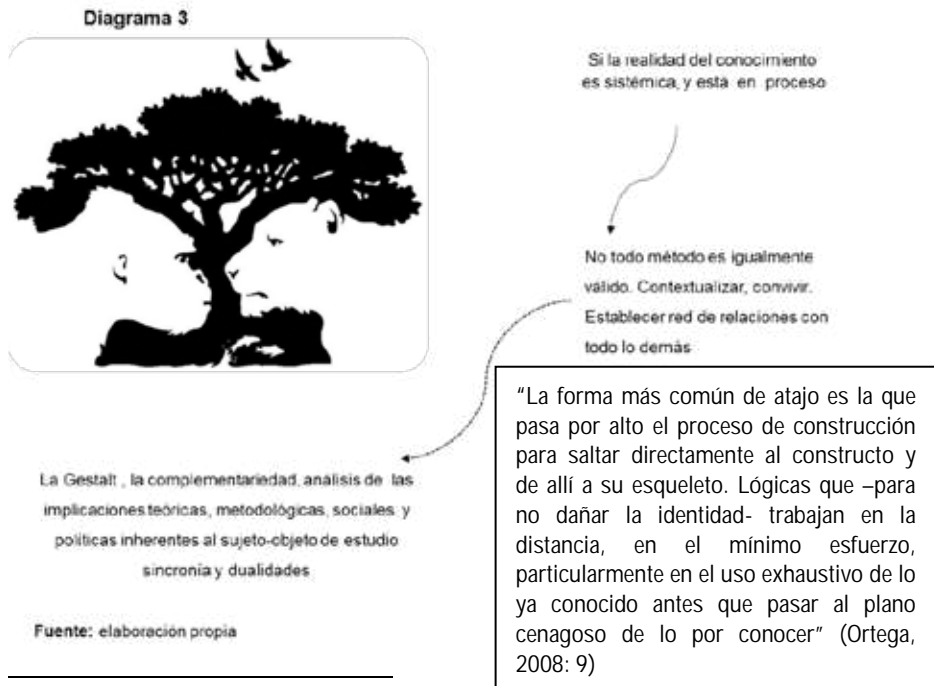 Diagrama 3
Si la realidad del conocimiento
es sistémica, y está en proceso
No todo método es igualmente
válido. Contextualizar, convivir.
Establecer red de relaciones con
todo lo demás
La Gestalt , la complementariedad, análisis de las
implicaciones teóricas, metodológicas, sociales y
políticas inherentes al sujeto-objeto de estudio
sincronía y dualidades
Fuente: elaboración propia
"La forma más común de atajo es la que
pasa por alto el proceso de construcción
para saltar directamente al constructo y
de allí a su esqueleto. Lógicas que –para
no dañar la identidad- trabajan en la
distancia, en el mínimo esfuerzo,
particularmente en el uso exhaustivo de lo
ya conocido antes que pasar al plano
cenagoso de lo por conocer" (Ortega,
2008: 9)